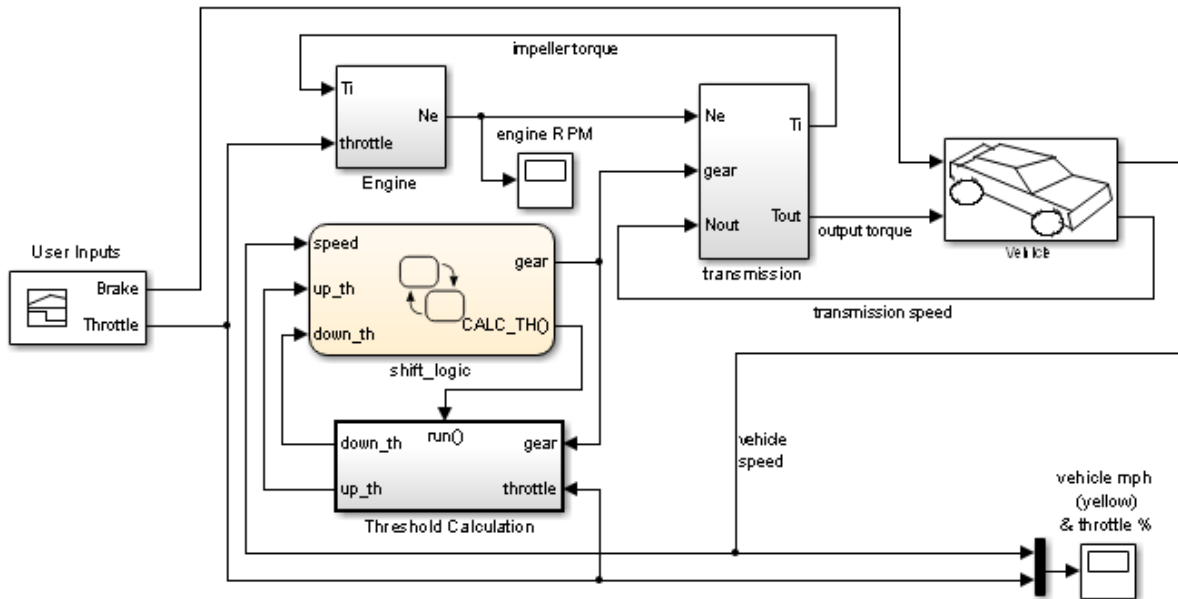 impeller torque
Ti
Ne
throttle
Engine
engine RPM
Ne
Ti
gear
Nout
Tout
transmission
output torque
Vehicle
transmission speed
User Inputs
Brake
Throttle
speed
gear
up_th
CALC_TH()
down_th
shift_logic
run()
down_th
gear
up_th
throttle
Threshold Calculation
vehicle
speed
vehicle mph
(yellow)
& throttle %